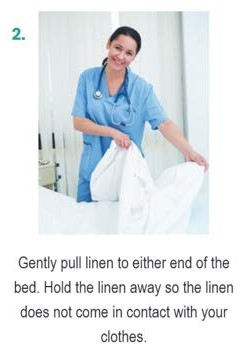 2.
Gently pull linen to either end of the
bed. Hold the linen away so the linen
does not come in contact with your
clothes.